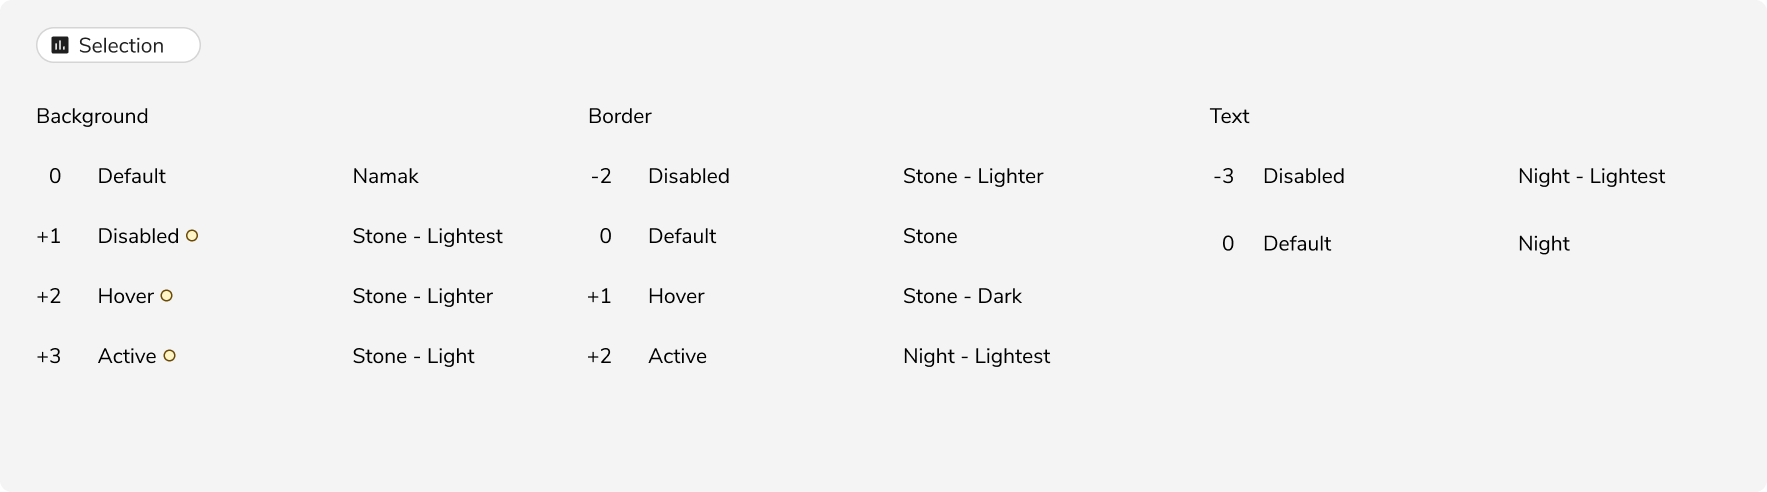 Selection
Background Border Text
0 Default Namak -2 Disabled Stone - Lighter -3 Disabled Night - Lightest
+1 Disabled Stone - Lightest 0 Default Stone 0 Default Night
+2 Hover Stone - Lighter +1 Hover Stone - Dark
+3 Active Stone - Light +2 Active Night - Lightest